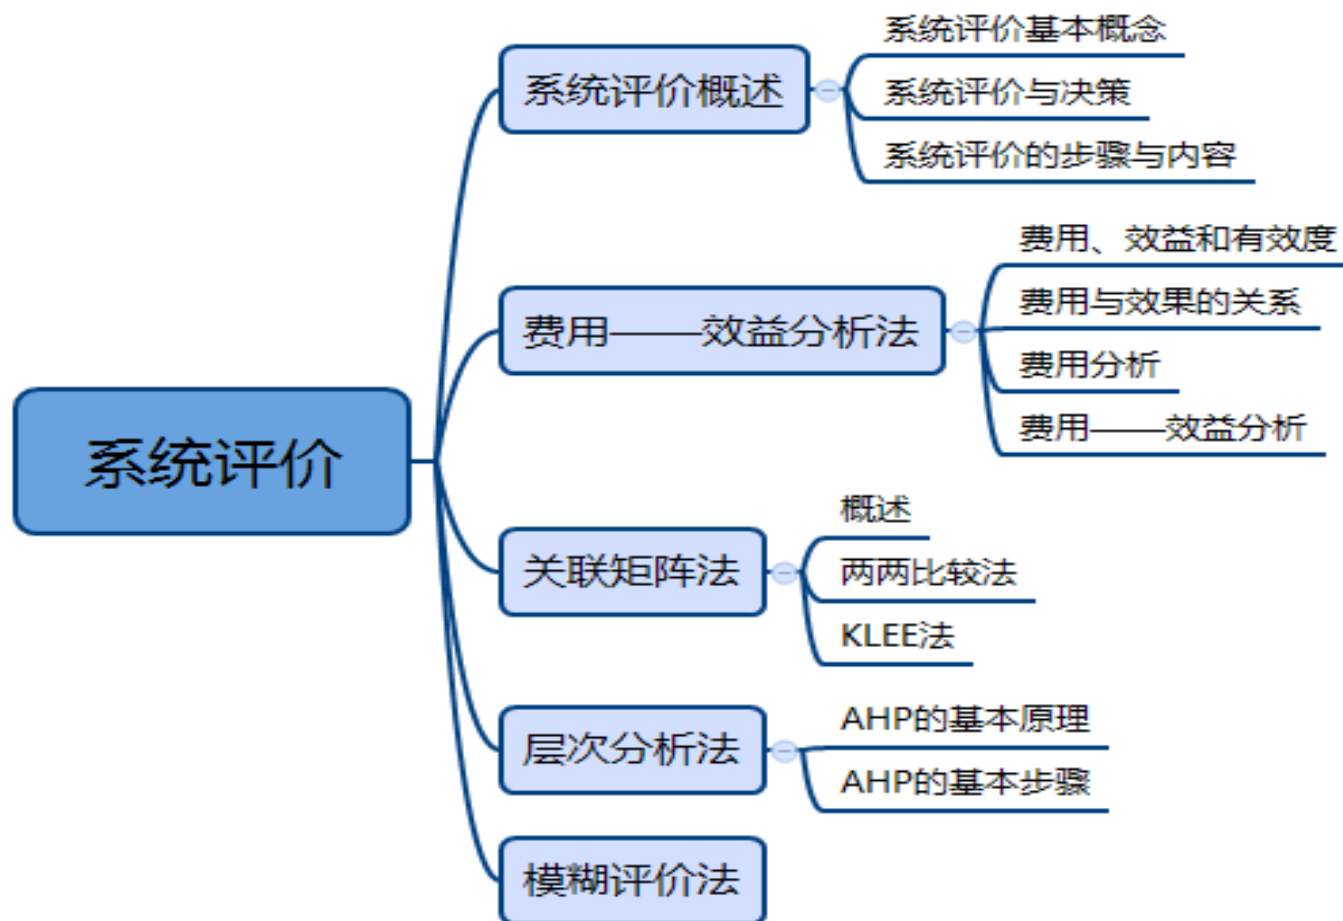 系统评价
系统评价概述
系统评价基本概念
系统评价与决策
系统评价的步骤与内容
费用——效益分析法
费用、效益和有效度
费用与效果的关系
费用分析
费用——效益分析
关联矩阵法
概述
两两比较法
KLEE法
层次分析法
AHP的基本原理
AHP的基本步骤
模糊评价法